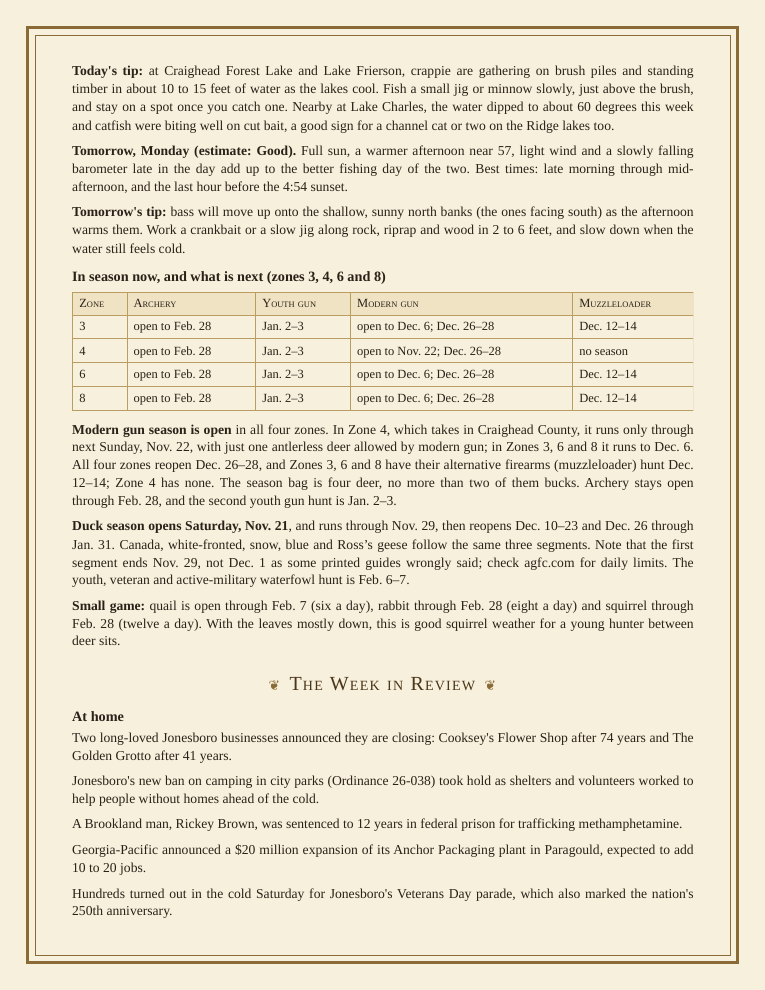 Today's tip: at Craighead Forest Lake and Lake Frierson, crappie are gathering on brush piles and standing
timber in about 10 to 15 feet of water as the lakes cool. Fish a small jig or minnow slowly, just above the brush,
and stay on a spot once you catch one. Nearby at Lake Charles, the water dipped to about 60 degrees this week
and catfish were biting well on cut bait, a good sign for a channel cat or two on the Ridge lakes too.
Tomorrow, Monday (estimate: Good). Full sun, a warmer afternoon near 57, light wind and a slowly falling
barometer late in the day add up to the better fishing day of the two. Best times: late morning through mid-
afternoon, and the last hour before the 4:54 sunset.
Tomorrow's tip: bass will move up onto the shallow, sunny north banks (the ones facing south) as the afternoon
warms them. Work a crankbait or a slow jig along rock, riprap and wood in 2 to 6 feet, and slow down when the
water still feels cold.
In season now, and what is next (zones 3, 4, 6 and 8)
Zone Archery Youth gun Modern gun Muzzleloader
3 open to Feb. 28 Jan. 2–3 open to Dec. 6; Dec. 26–28 Dec. 12–14
4 open to Feb. 28 Jan. 2–3 open to Nov. 22; Dec. 26–28 no season
6 open to Feb. 28 Jan. 2–3 open to Dec. 6; Dec. 26–28 Dec. 12–14
8 open to Feb. 28 Jan. 2–3 open to Dec. 6; Dec. 26–28 Dec. 12–14
Modern gun season is open in all four zones. In Zone 4, which takes in Craighead County, it runs only through
next Sunday, Nov. 22, with just one antlerless deer allowed by modern gun; in Zones 3, 6 and 8 it runs to Dec. 6.
All four zones reopen Dec. 26–28, and Zones 3, 6 and 8 have their alternative firearms (muzzleloader) hunt Dec.
12–14; Zone 4 has none. The season bag is four deer, no more than two of them bucks. Archery stays open
through Feb. 28, and the second youth gun hunt is Jan. 2–3.
Duck season opens Saturday, Nov. 21, and runs through Nov. 29, then reopens Dec. 10–23 and Dec. 26 through
Jan. 31. Canada, white-fronted, snow, blue and Ross’s geese follow the same three segments. Note that the first
segment ends Nov. 29, not Dec. 1 as some printed guides wrongly said; check agfc.com for daily limits. The
youth, veteran and active-military waterfowl hunt is Feb. 6–7.
Small game: quail is open through Feb. 7 (six a day), rabbit through Feb. 28 (eight a day) and squirrel through
Feb. 28 (twelve a day). With the leaves mostly down, this is good squirrel weather for a young hunter between
deer sits.
❦ The Week in Review ❦
At home
Two long-loved Jonesboro businesses announced they are closing: Cooksey's Flower Shop after 74 years and The
Golden Grotto after 41 years.
Jonesboro's new ban on camping in city parks (Ordinance 26-038) took hold as shelters and volunteers worked to
help people without homes ahead of the cold.
A Brookland man, Rickey Brown, was sentenced to 12 years in federal prison for trafficking methamphetamine.
Georgia-Pacific announced a $20 million expansion of its Anchor Packaging plant in Paragould, expected to add
10 to 20 jobs.
Hundreds turned out in the cold Saturday for Jonesboro's Veterans Day parade, which also marked the nation's
250th anniversary.